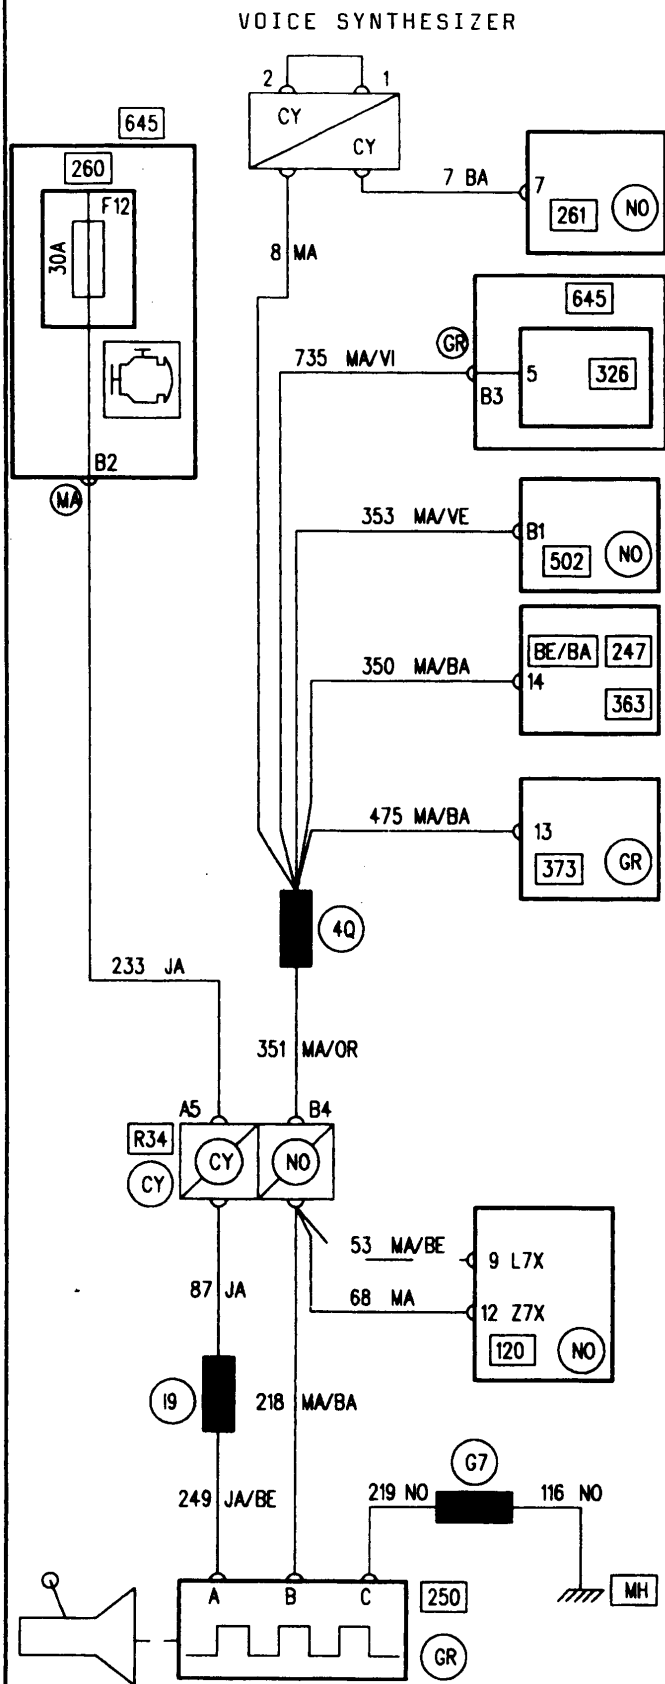 VOICE SYNTHESIZER
2 1
CY
CY
645
260
F12
30A
B2
MA
7 BA
7
261 NO
8 MA
645
GR
735 MA/VI
B3
5
326
353 MA/VE
B1
502 NO
BE/BA 247
350 MA/BA
14
363
475 MA/BA
13
373 GR
4Q
233 JA
351 MA/OR
A5 B4
R34
CY NO
CY
53 MA/BE
9 L7X
87 JA
68 MA
12 Z7X
120 NO
I9
218 MA/BA
G7
249 JA/BE
219 NO
116 NO
A B C
250
MH
GR